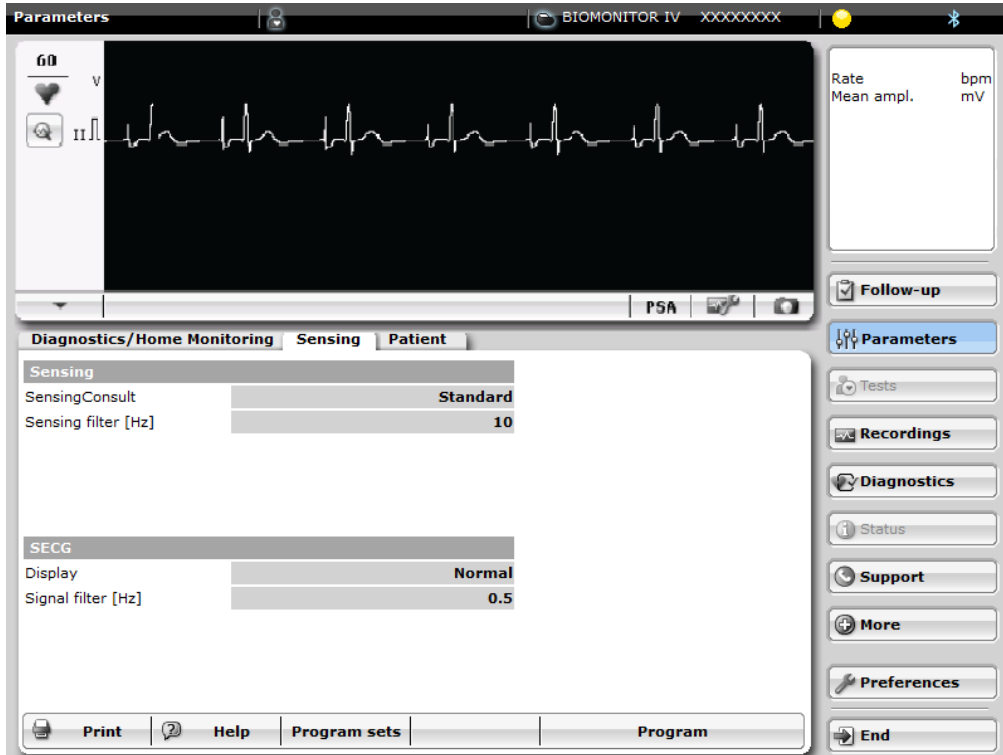 Parameters
BIOMONITOR IV XXXXXXXX
60
V
II
Rate bpm
Mean ampl. mV
PSA
Follow-up
Parameters
Tests
Recordings
Diagnostics
Status
Support
More
Preferences
End
Diagnostics/Home Monitoring Sensing Patient
Sensing
SensingConsult Standard
Sensing filter [Hz] 10
SECG
Display Normal
Signal filter [Hz] 0.5
Print Help Program sets Program